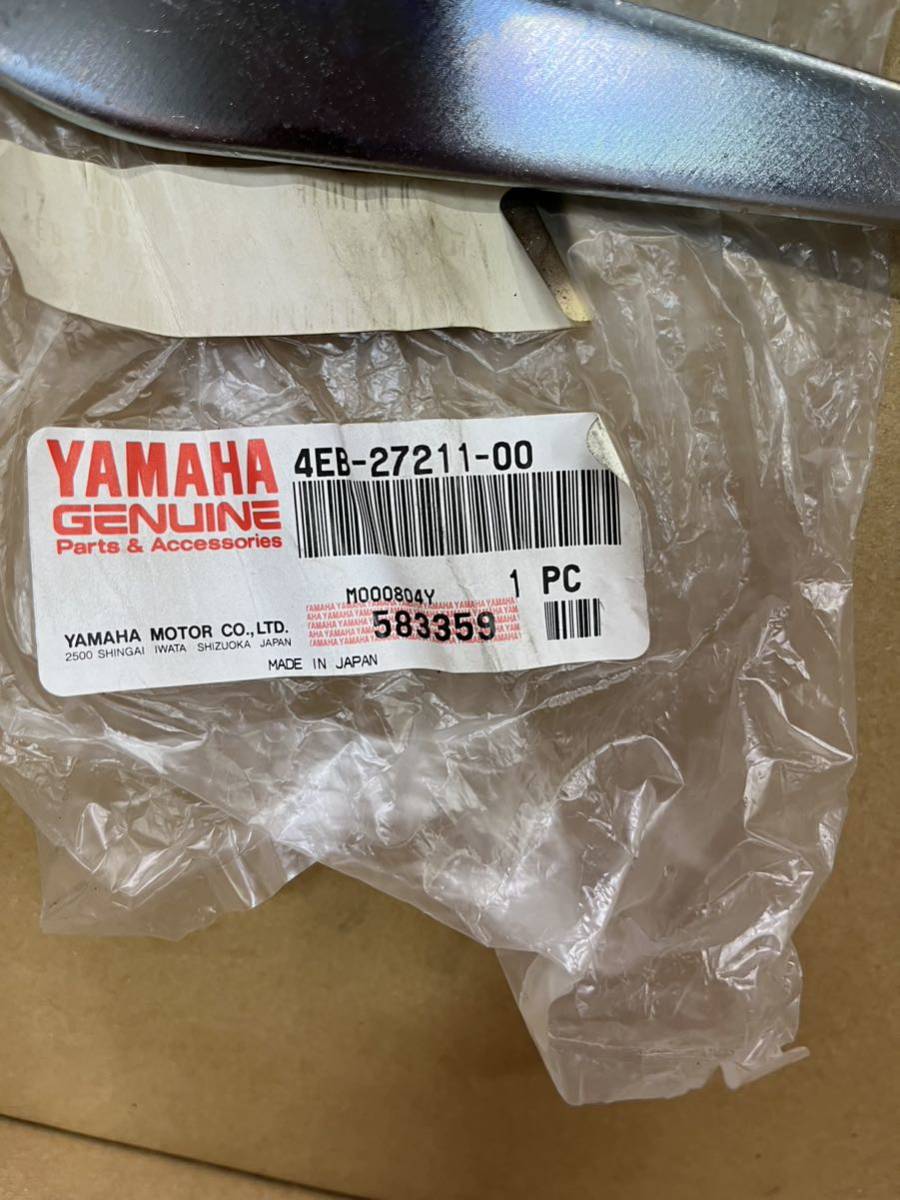 YAMAHA
GENUINE
Parts & Accessories
4EB-27211-00
M000804Y
1 PC
583359
YAMAHA MOTOR CO.,LTD.
2500 SHINGAI IWATA SHIZUOKA JAPAN
MADE IN JAPAN